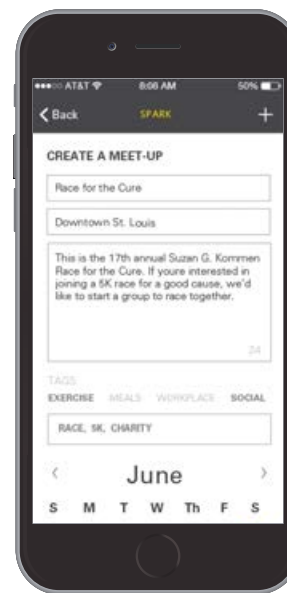 AT&T 8:08 AM 50%
Back SPARK +
CREATE A MEET-UP
Race for the Cure
Downtown St. Louis
This is the 17th annual Suzan G. Kommen
Race for the Cure. If youre interested in
joining a 5K race for a good cause, we'd
like to start a group to race together.
24
TAGS
EXERCISE MEALS WORKPLACE SOCIAL
RACE, 5K, CHARITY
< June >
S M T W Th F S